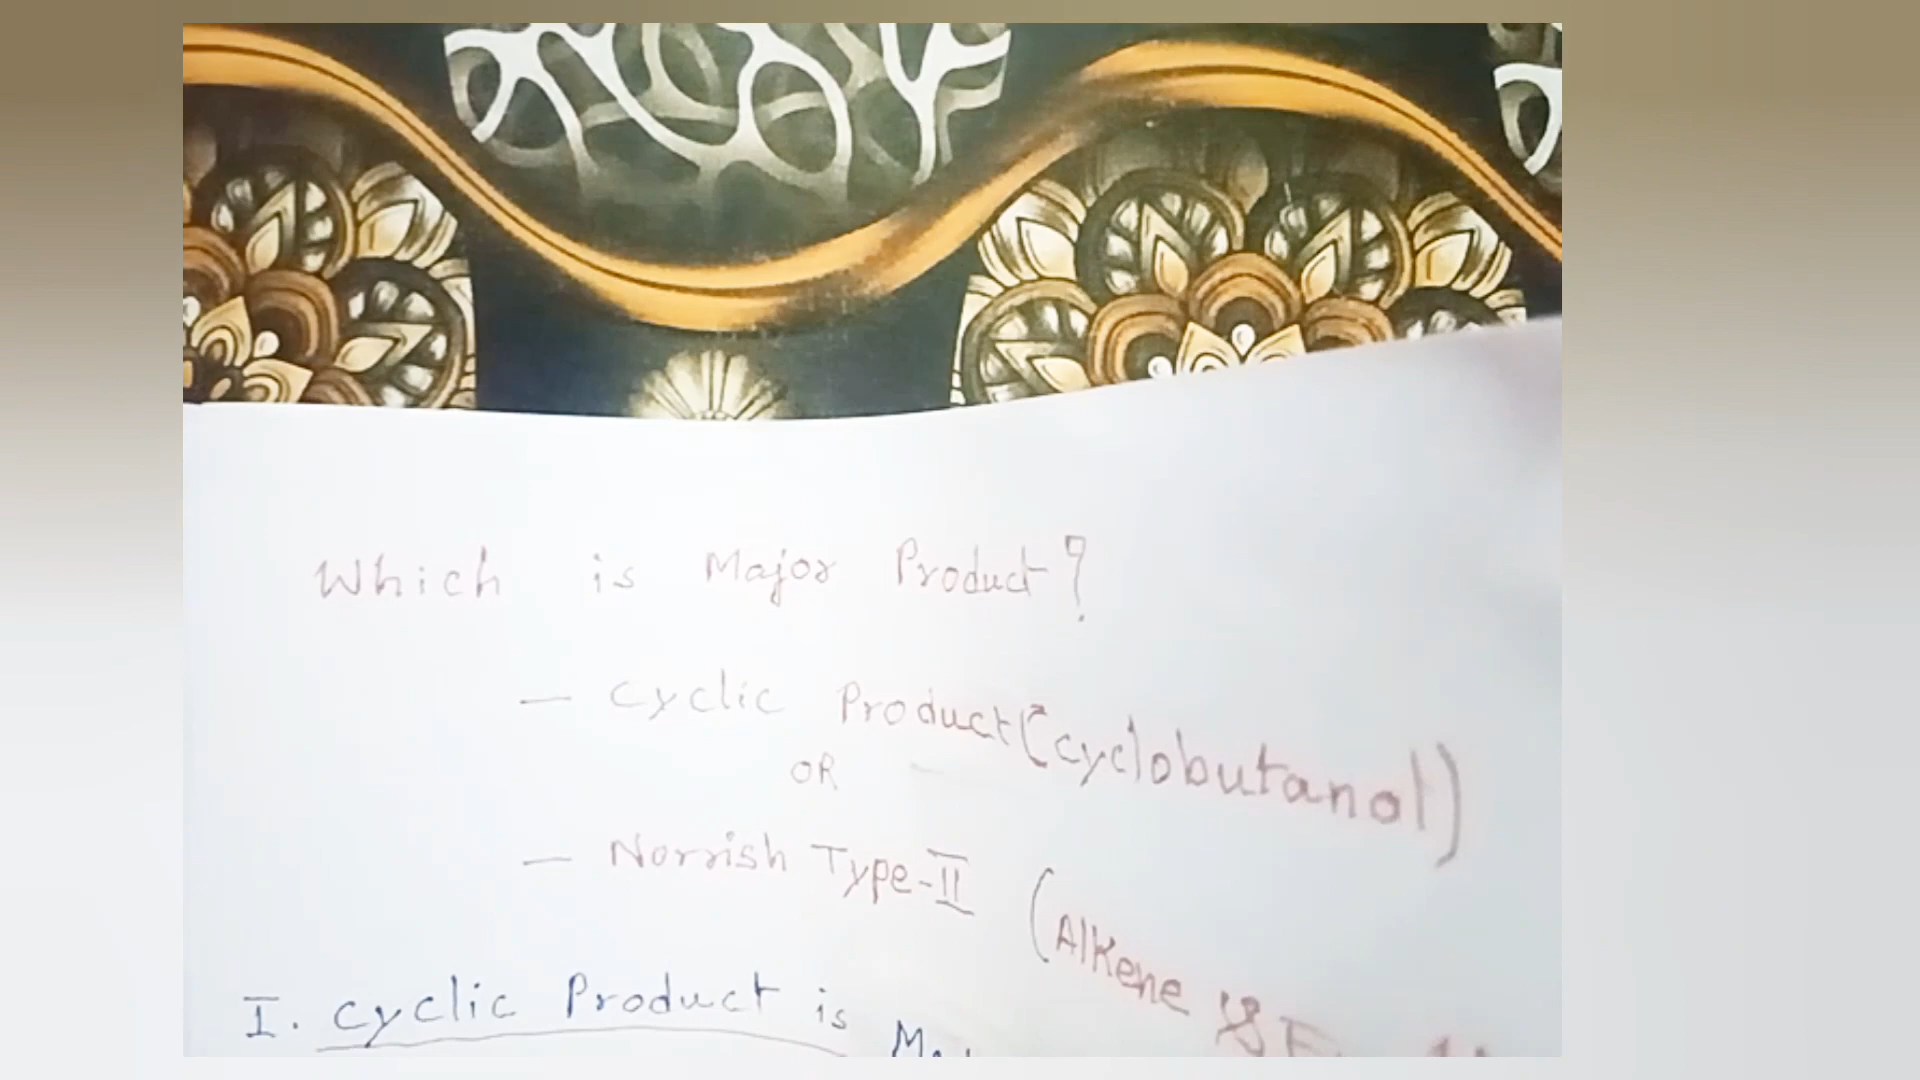 Which is Major Product?
— Cyclic Product (cyclobutanol)
OR
— Norrish Type-II (Alkene &
I. Cyclic Product is